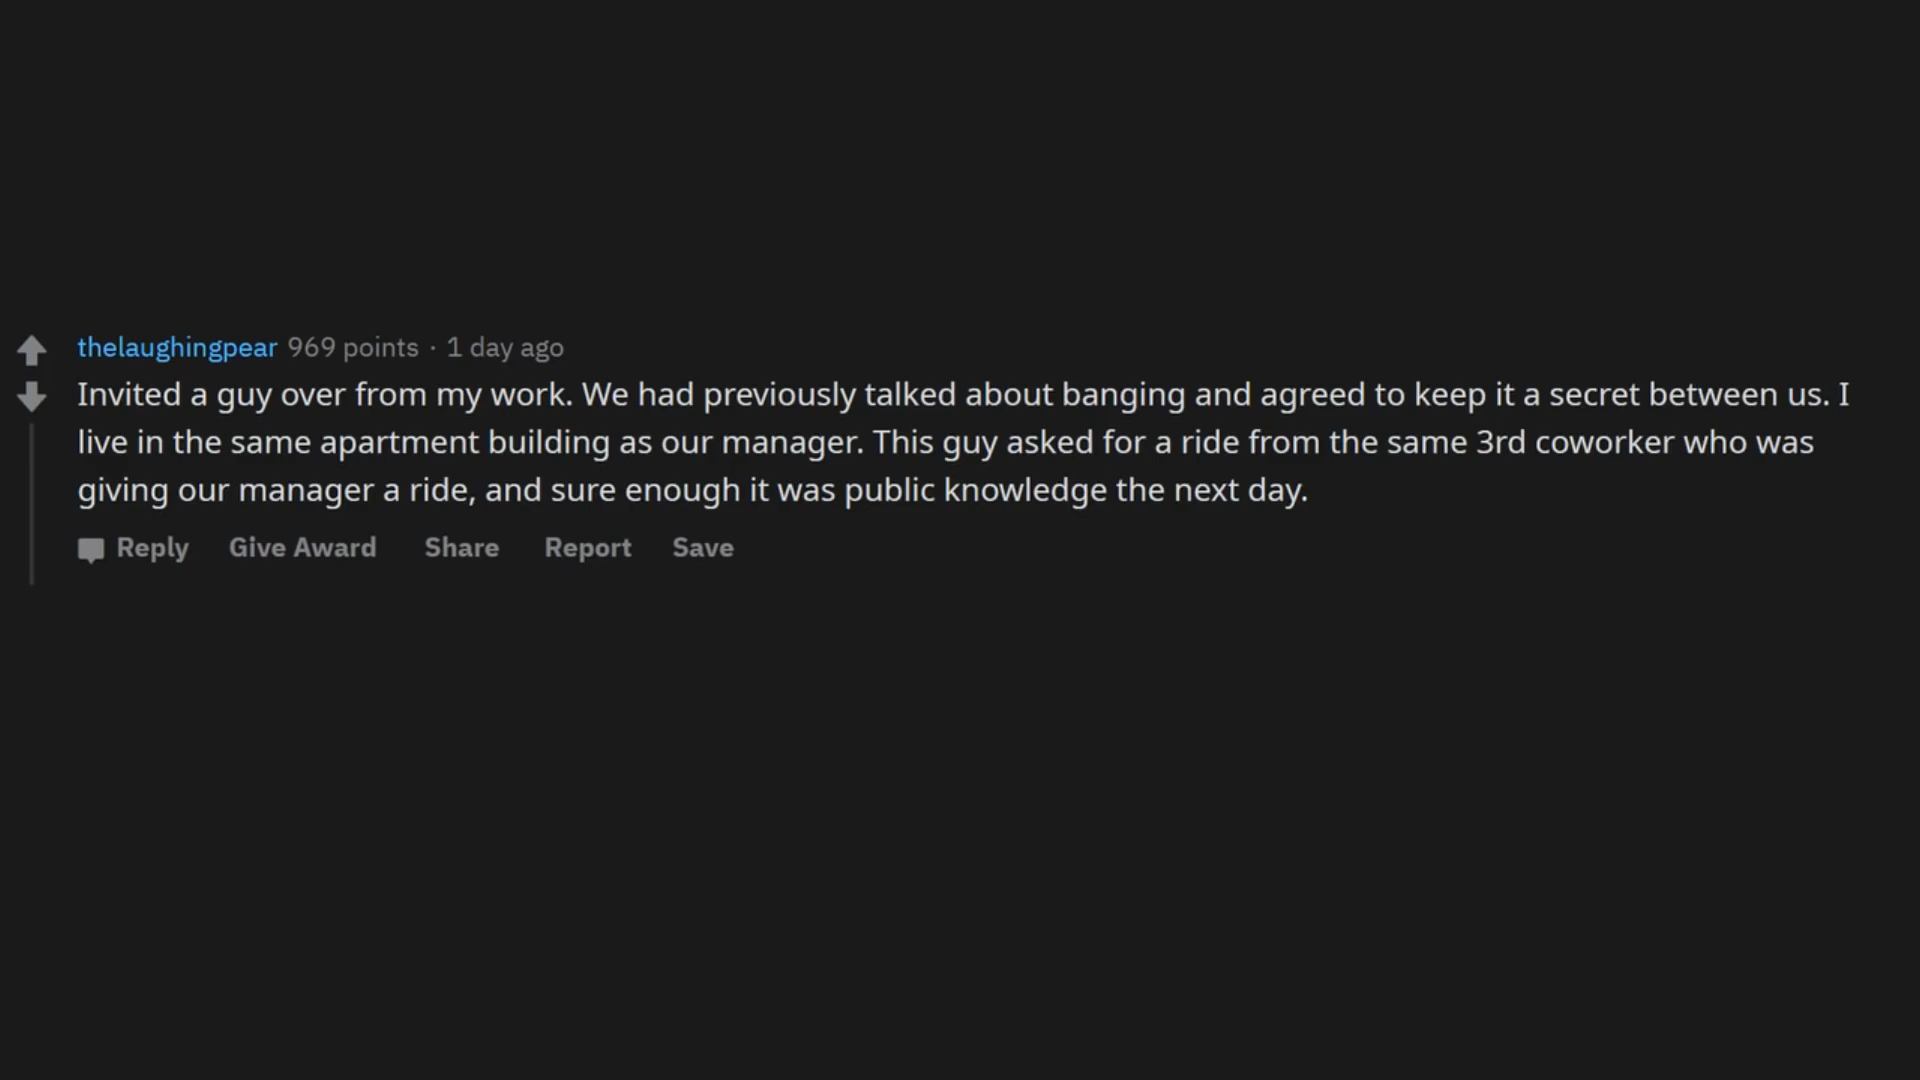 thelaughingpear 969 points · 1 day ago
Invited a guy over from my work. We had previously talked about banging and agreed to keep it a secret between us. I
live in the same apartment building as our manager. This guy asked for a ride from the same 3rd coworker who was
giving our manager a ride, and sure enough it was public knowledge the next day.
Reply Give Award Share Report Save